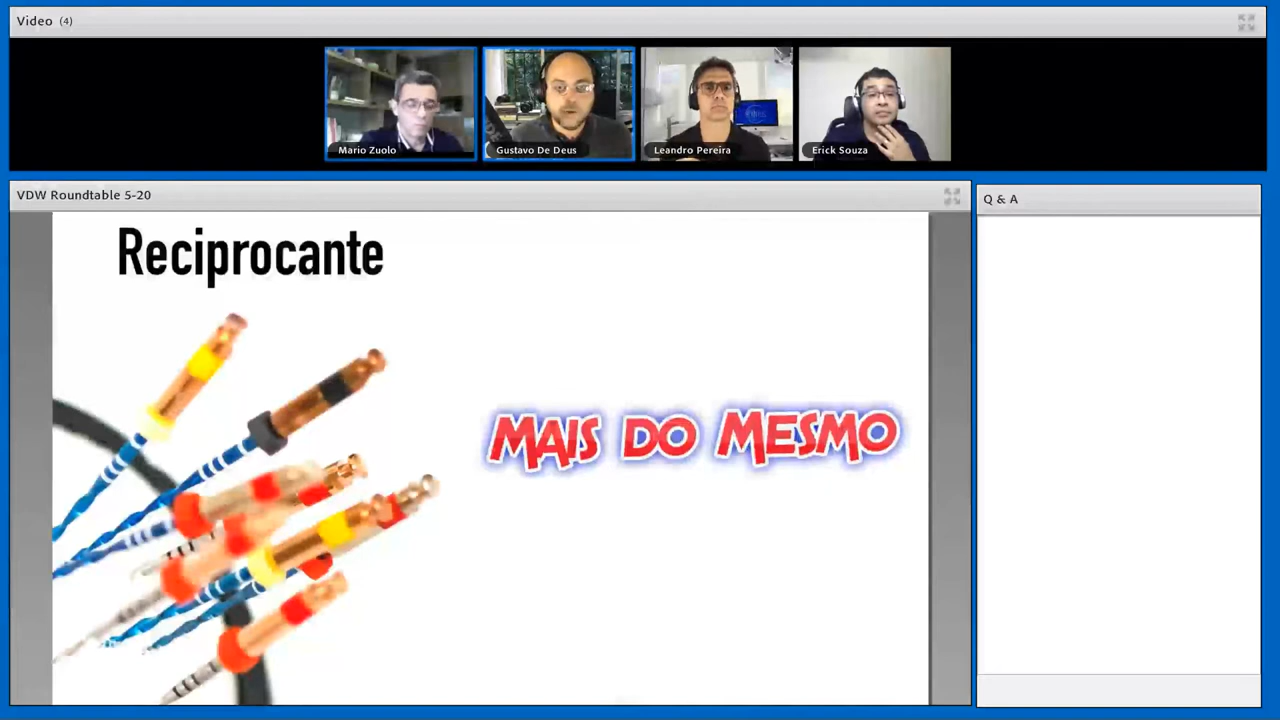 Video (4)
Mario Zuolo
Gustavo De Deus
Leandro Pereira
Erick Souza
VDW Roundtable 5-20
Q & A
Reciprocante
MAIS DO MESMO